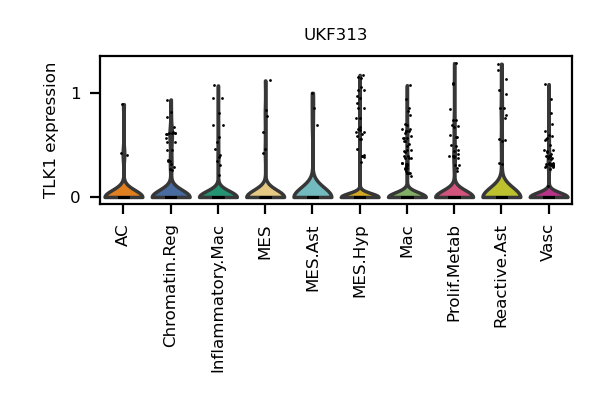 UKF313
TLK1 expression
1
0
AC
Chromatin.Reg
Inflammatory.Mac
MES
MES.Ast
MES.Hyp
Mac
Prolif.Metab
Reactive.Ast
Vasc